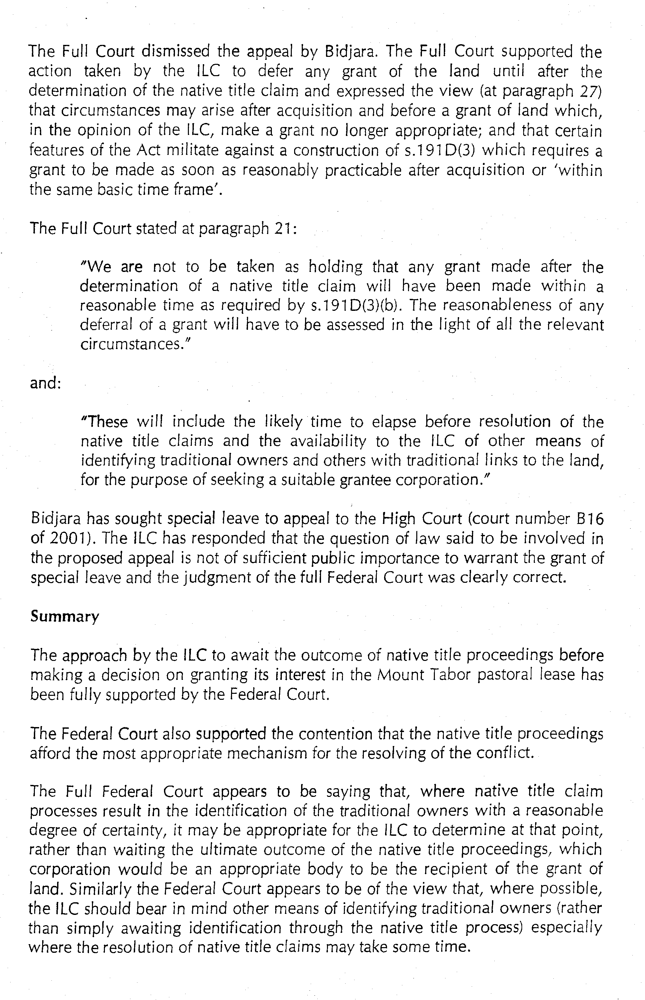 The Full Court dismissed the appeal by Bidjara. The Full Court supported the
action taken by the ILC to defer any grant of the land until after the
determination of the native title claim and expressed the view (at paragraph 27)
that circumstances may arise after acquisition and before a grant of land which,
in the opinion of the ILC, make a grant no longer appropriate; and that certain
features of the Act militate against a construction of s.191D(3) which requires a
grant to be made as soon as reasonably practicable after acquisition or 'within
the same basic time frame'.
The Full Court stated at paragraph 21:
"We are not to be taken as holding that any grant made after the
determination of a native title claim will have been made within a
reasonable time as required by s.191D(3)(b). The reasonableness of any
deferral of a grant will have to be assessed in the light of all the relevant
circumstances."
and:
"These will include the likely time to elapse before resolution of the
native title claims and the availability to the ILC of other means of
identifying traditional owners and others with traditional links to the land,
for the purpose of seeking a suitable grantee corporation."
Bidjara has sought special leave to appeal to the High Court (court number B16
of 2001). The ILC has responded that the question of law said to be involved in
the proposed appeal is not of sufficient public importance to warrant the grant of
special leave and the judgment of the full Federal Court was clearly correct.
Summary
The approach by the ILC to await the outcome of native title proceedings before
making a decision on granting its interest in the Mount Tabor pastoral lease has
been fully supported by the Federal Court.
The Federal Court also supported the contention that the native title proceedings
afford the most appropriate mechanism for the resolving of the conflict.
The Full Federal Court appears to be saying that, where native title claim
processes result in the identification of the traditional owners with a reasonable
degree of certainty, it may be appropriate for the ILC to determine at that point,
rather than waiting the ultimate outcome of the native title proceedings, which
corporation would be an appropriate body to be the recipient of the grant of
land. Similarly the Federal Court appears to be of the view that, where possible,
the ILC should bear in mind other means of identifying traditional owners (rather
than simply awaiting identification through the native title process) especially
where the resolution of native title claims may take some time.